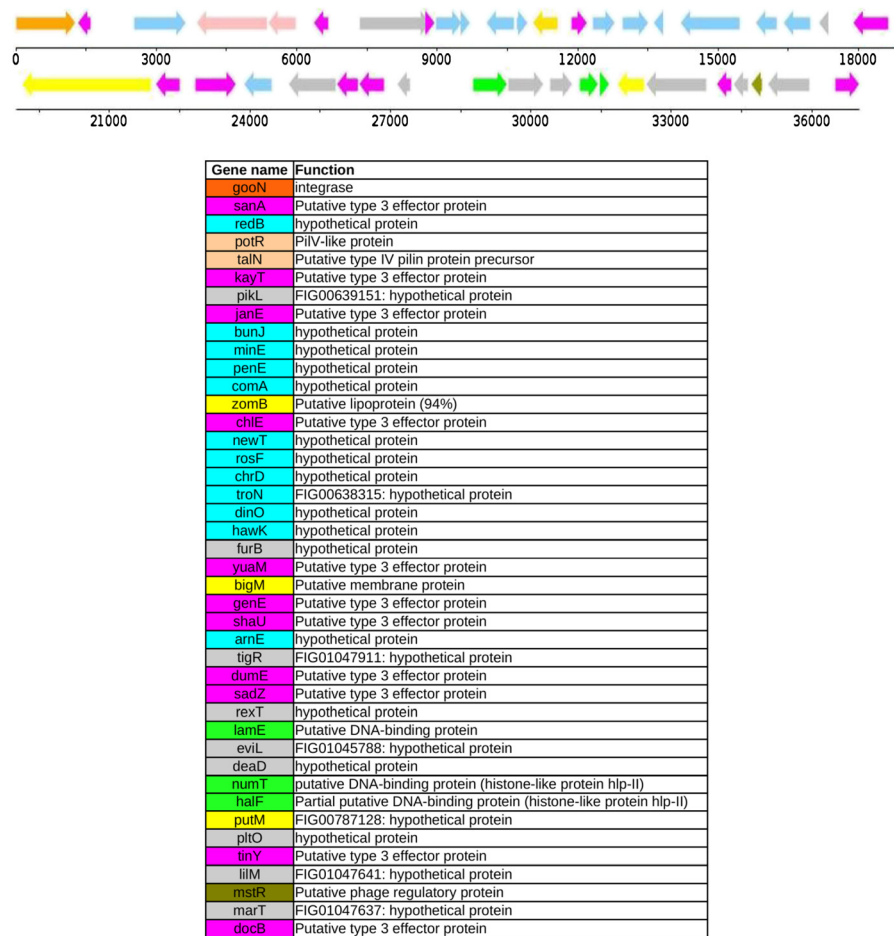 0 3000 6000 9000 12000 15000 18000
21000 24000 27000 30000 33000 36000
Gene name Function
gooN integrase
sanA Putative type 3 effector protein
redB hypothetical protein
potR PilV-like protein
talN Putative type IV pilin protein precursor
kayT Putative type 3 effector protein
pikL FIG00639151: hypothetical protein
janE Putative type 3 effector protein
bunJ hypothetical protein
minE hypothetical protein
penE hypothetical protein
comA hypothetical protein
zomB Putative lipoprotein (94%)
chlE Putative type 3 effector protein
newT hypothetical protein
rosF hypothetical protein
chrD hypothetical protein
troN FIG00638315: hypothetical protein
dinO hypothetical protein
hawK hypothetical protein
furB hypothetical protein
yuaM Putative type 3 effector protein
bigM Putative membrane protein
genE Putative type 3 effector protein
shaU Putative type 3 effector protein
arnE hypothetical protein
tigR FIG01047911: hypothetical protein
dumE Putative type 3 effector protein
sadZ Putative type 3 effector protein
rexT hypothetical protein
lamE Putative DNA-binding protein
eviL FIG01045788: hypothetical protein
deaD hypothetical protein
numT putative DNA-binding protein (histone-like protein hlp-II)
halF Partial putative DNA-binding protein (histone-like protein hlp-II)
putM FIG00787128: hypothetical protein
pltO hypothetical protein
tinY Putative type 3 effector protein
lilM FIG01047641: hypothetical protein
mstR Putative phage regulatory protein
marT FIG01047637: hypothetical protein
docB Putative type 3 effector protein